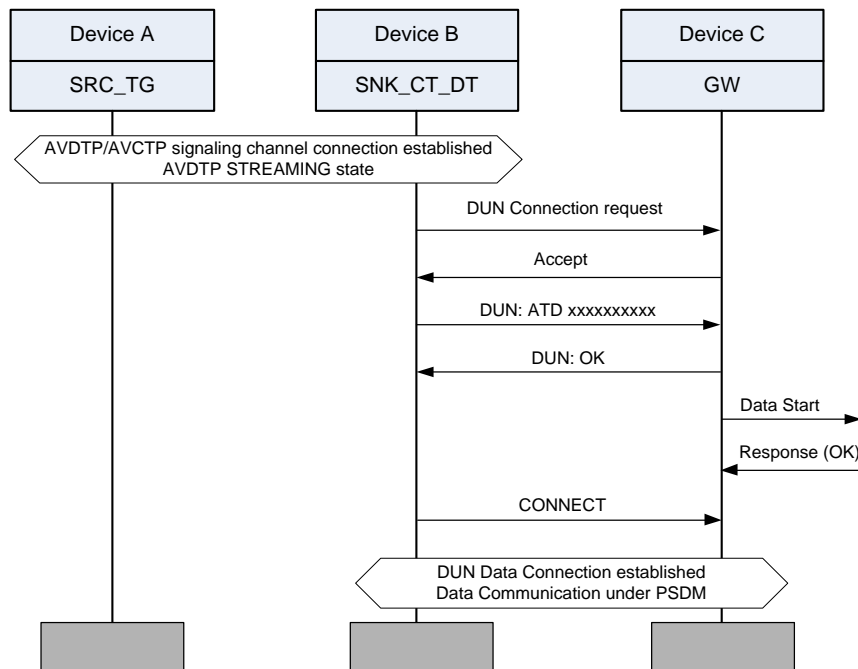 Device A
Device B
Device C
SRC_TG
SNK_CT_DT
GW
AVDTP/AVCTP signaling channel connection established
AVDTP STREAMING state
DUN Connection request
Accept
DUN: ATD xxxxxxxxxx
DUN: OK
Data Start
Response (OK)
CONNECT
DUN Data Connection established
Data Communication under PSDM